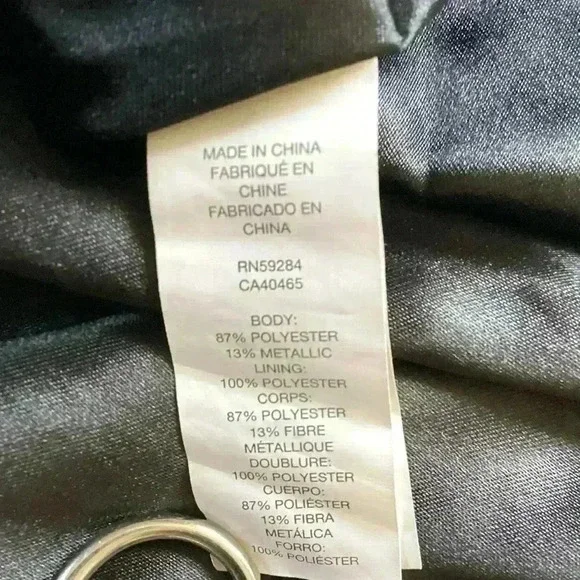 MADE IN CHINA
FABRIQUÉ EN
CHINE
FABRICADO EN
CHINA
RN59284
CA40465
BODY:
87% POLYESTER
13% METALLIC
LINING:
100% POLYESTER
CORPS:
87% POLYESTER
13% FIBRE
MÉTALLIQUE
DOUBLURE:
100% POLYESTER
CUERPO:
87% POLIÉSTER
13% FIBRA
METÁLICA
FORRO:
100% POLIÉSTER